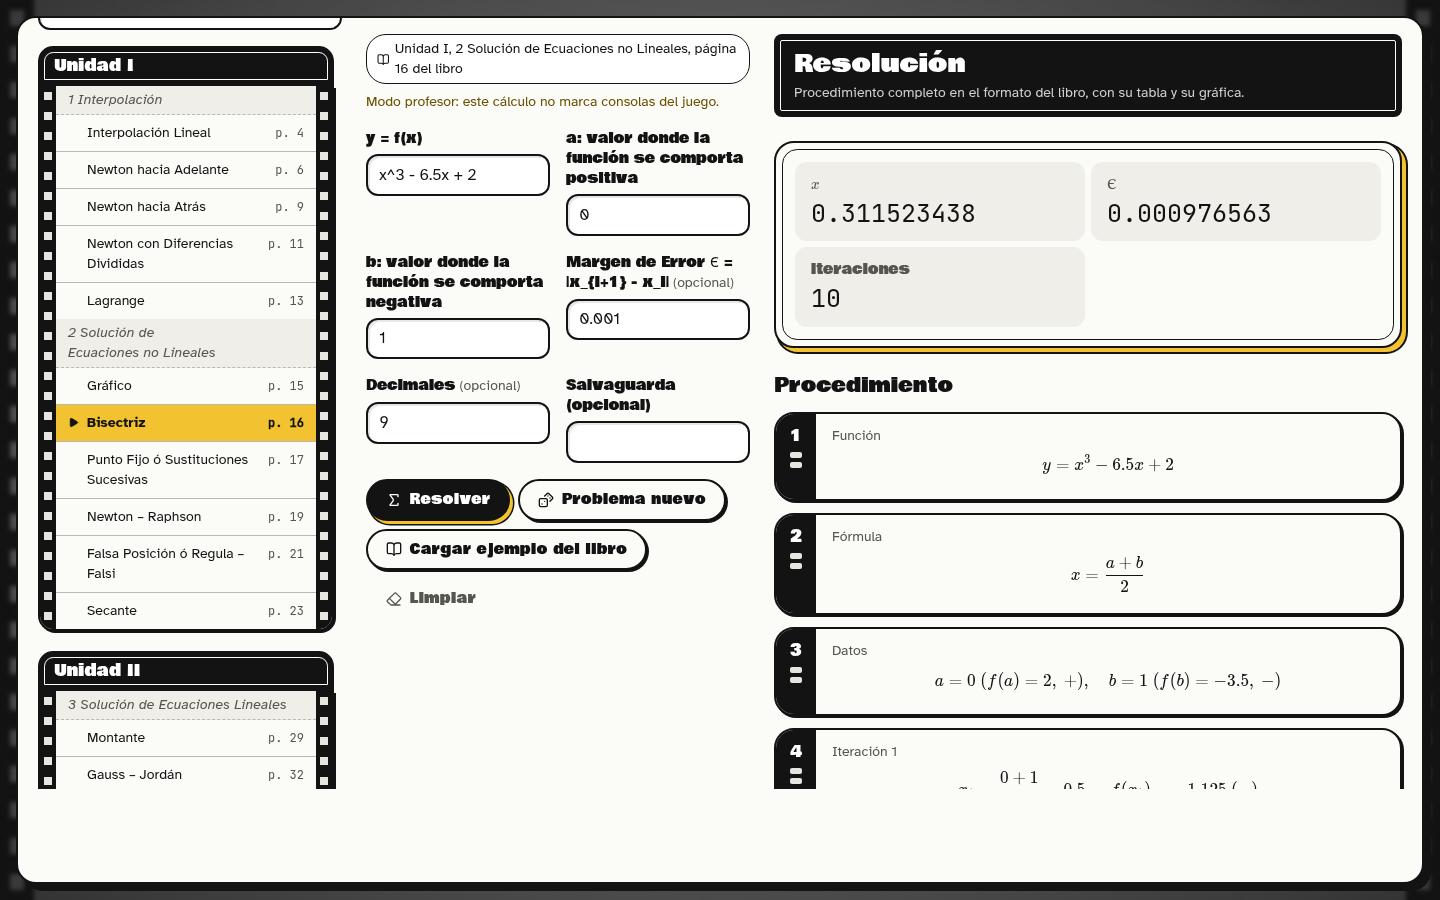 Unidad I
1 Interpolación
Interpolación Lineal p. 4
Newton hacia Adelante p. 6
Newton hacia Atrás p. 9
Newton con Diferencias p. 11
Divididas
Lagrange p. 13
2 Solución de
Ecuaciones no Lineales
Gráfico p. 15
Bisectriz p. 16
Punto Fijo ó Sustituciones p. 17
Sucesivas
Newton – Raphson p. 19
Falsa Posición ó Regula – p. 21
Falsi
Secante p. 23
Unidad II
3 Solución de Ecuaciones Lineales
Montante p. 29
Gauss – Jordán p. 32
Unidad I, 2 Solución de Ecuaciones no Lineales, página
16 del libro
Modo profesor: este cálculo no marca consolas del juego.
y = f(x)
x^3 - 6.5x + 2
a: valor donde la
función se comporta
positiva
0
b: valor donde la
función se comporta
negativa
1
Margen de Error ∈ =
|x_{i+1} - x_i| (opcional)
0.001
Decimales (opcional)
9
Salvaguarda
(opcional)
Resolver
Problema nuevo
Cargar ejemplo del libro
Limpiar
Resolución
Procedimiento completo en el formato del libro, con su tabla y su gráfica.
x
0.311523438
∈
0.000976563
Iteraciones
10
Procedimiento
1 Función
y = x³ − 6.5x + 2
2 Fórmula
x = (a + b)/2
3 Datos
a = 0 (f(a) = 2, +), b = 1 (f(b) = −3.5, −)
4 Iteración 1
0 + 1